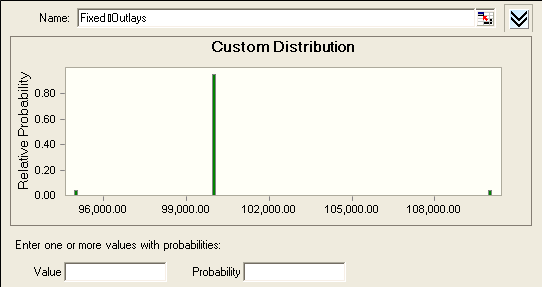 Name: Fixed▯Outlays
Custom Distribution
Relative Probability
0.80
0.60
0.40
0.20
0.00
96,000.00 99,000.00 102,000.00 105,000.00 108,000.00
Enter one or more values with probabilities:
Value Probability